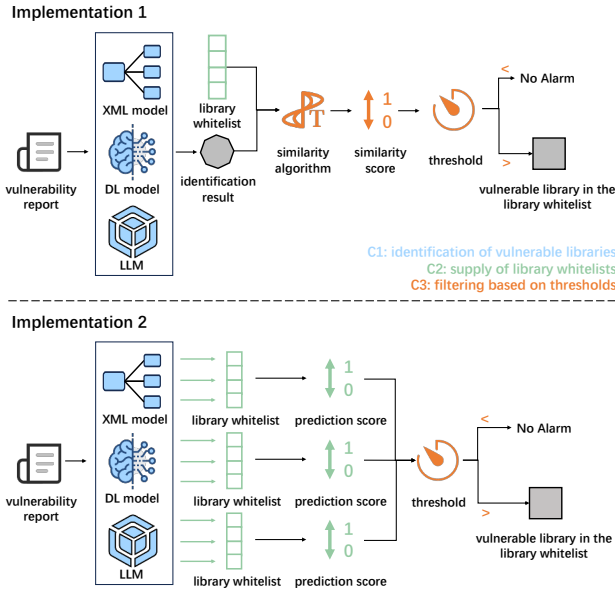 Implementation 1
XML model
DL model
LLM
vulnerability
report
library
whitelist
identification
result
T
similarity
algorithm
1
0
similarity
score
threshold
<
No Alarm
>
vulnerable library in the
library whitelist
C1: identification of vulnerable libraries
C2: supply of library whitelists
C3: filtering based on thresholds
Implementation 2
XML model
DL model
LLM
vulnerability
report
library whitelist
1
0
prediction score
library whitelist
1
0
prediction score
library whitelist
1
0
prediction score
threshold
<
No Alarm
>
vulnerable library in the
library whitelist